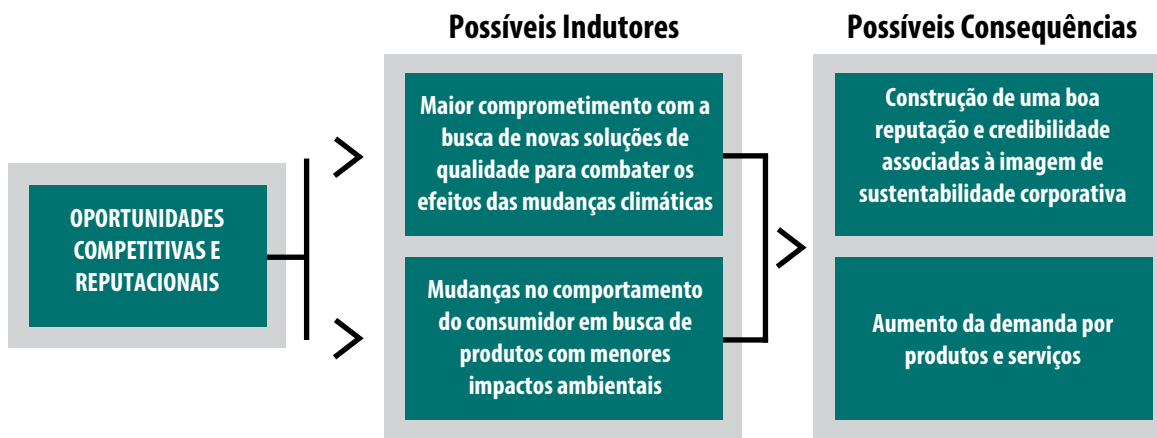 Possíveis Indutores
Possíveis Consequências
OPORTUNIDADES
COMPETITIVAS E
REPUTACIONAIS
Maior comprometimento com a
busca de novas soluções de
qualidade para combater os
efeitos das mudanças climáticas
Mudanças no comportamento
do consumidor em busca de
produtos com menores
impactos ambientais
Construção de uma boa
reputação e credibilidade
associadas à imagem de
sustentabilidade corporativa
Aumento da demanda por
produtos e serviços